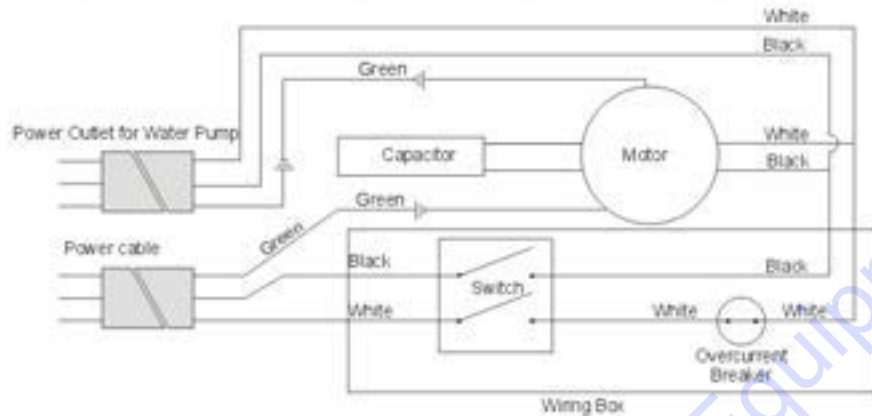 White
Black
Green
Power Outlet for Water Pump
Capacitor
Motor
White
Black
Green
Green
Power cable
Black
Black
Switch
White
White
White
Overcurrent
Breaker
Wiring Box
Equip